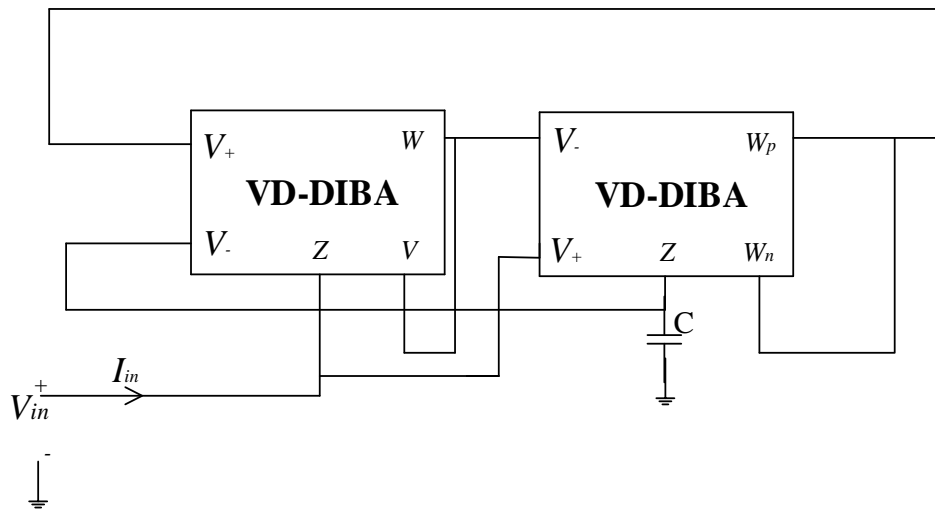 V+ W V- Wp
VD-DIBA VD-DIBA
V- Z V V+ Z Wn
C
Iin
+
Vin
-